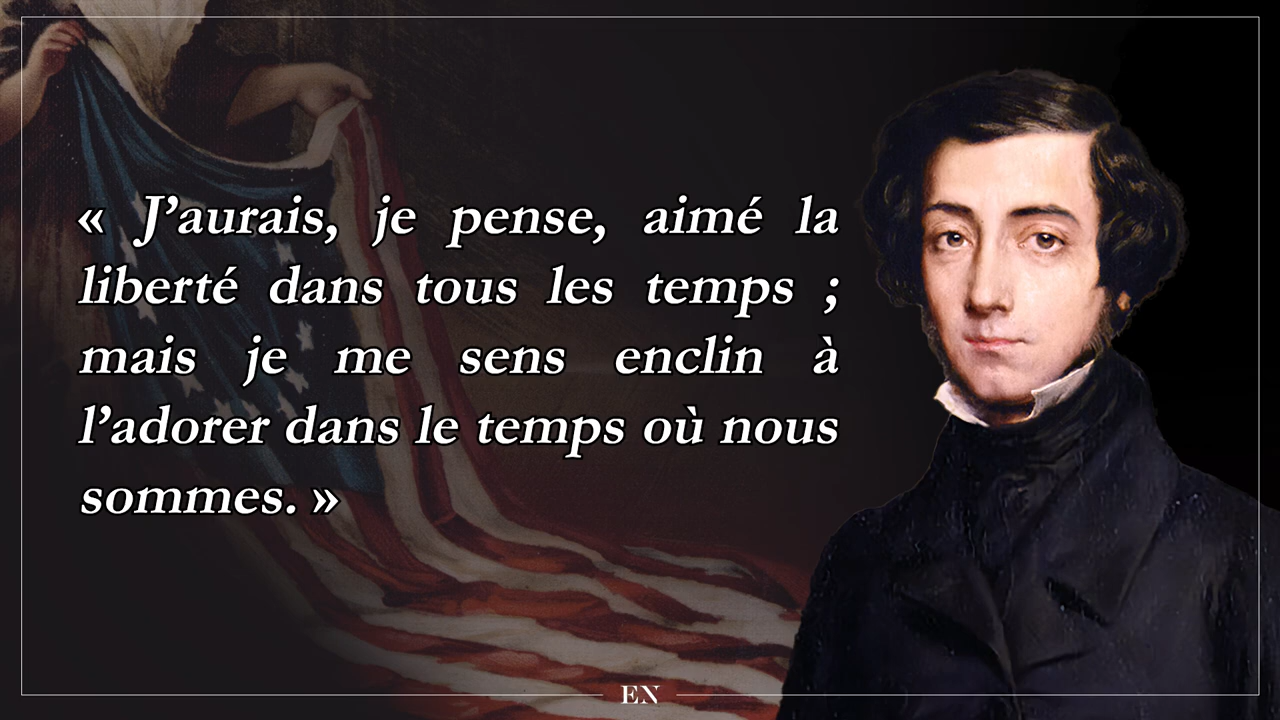 « J’aurais, je pense, aimé la
liberté dans tous les temps ;
mais je me sens enclin à
l’adorer dans le temps où nous
sommes. »
EN